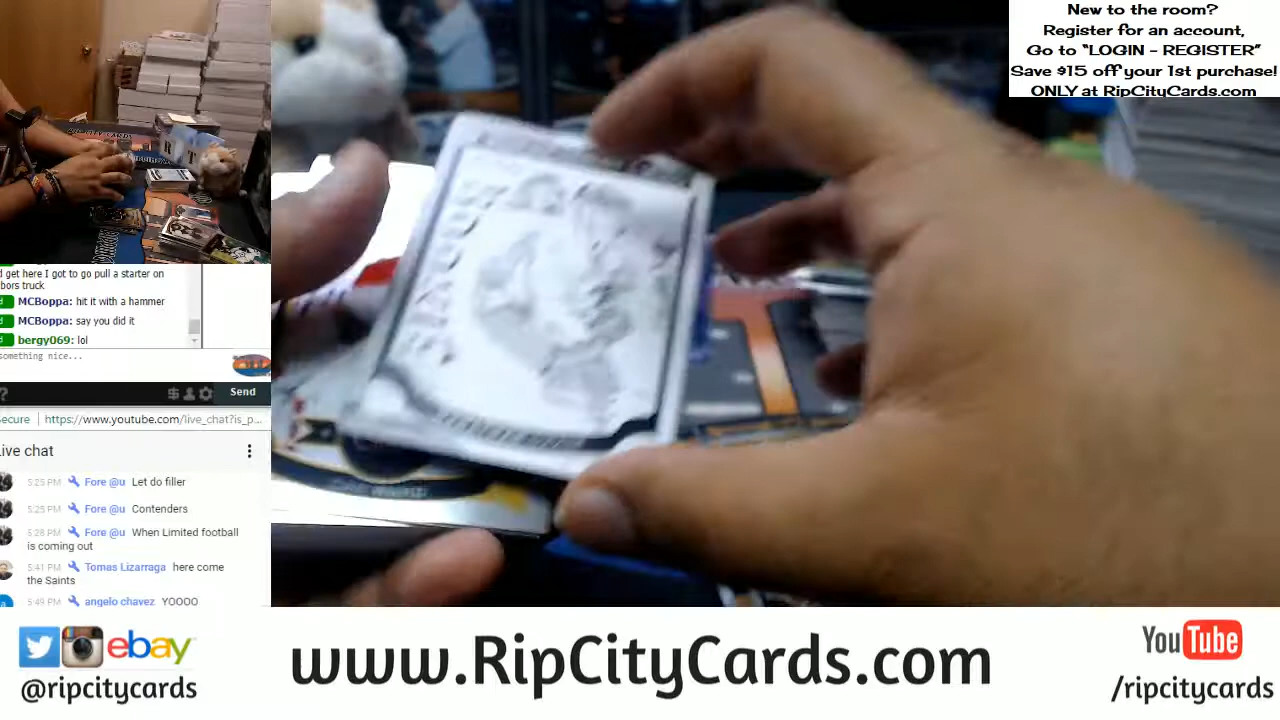 New to the room?
Register for an account,
Go to “LOGIN - REGISTER”
Save $15 off your 1st purchase!
ONLY at RipCityCards.com
R T
d get here I got to go pull a starter on
bors truck
MCBoppa: hit it with a hammer
MCBoppa: say you did it
bergy069: lol
something nice...
Send
ecure https://www.youtube.com/live_chat?is_p...
ive chat
5:25 PM Fore @u Let do filler
5:25 PM Fore @u Contenders
5:28 PM Fore @u When Limited football
is coming out
5:41 PM Tomas Lizarraga here come
the Saints
5:49 PM angelo chavez YOOOO
ebay
@ripcitycards
www.RipCityCards.com
YouTube
/ripcitycards